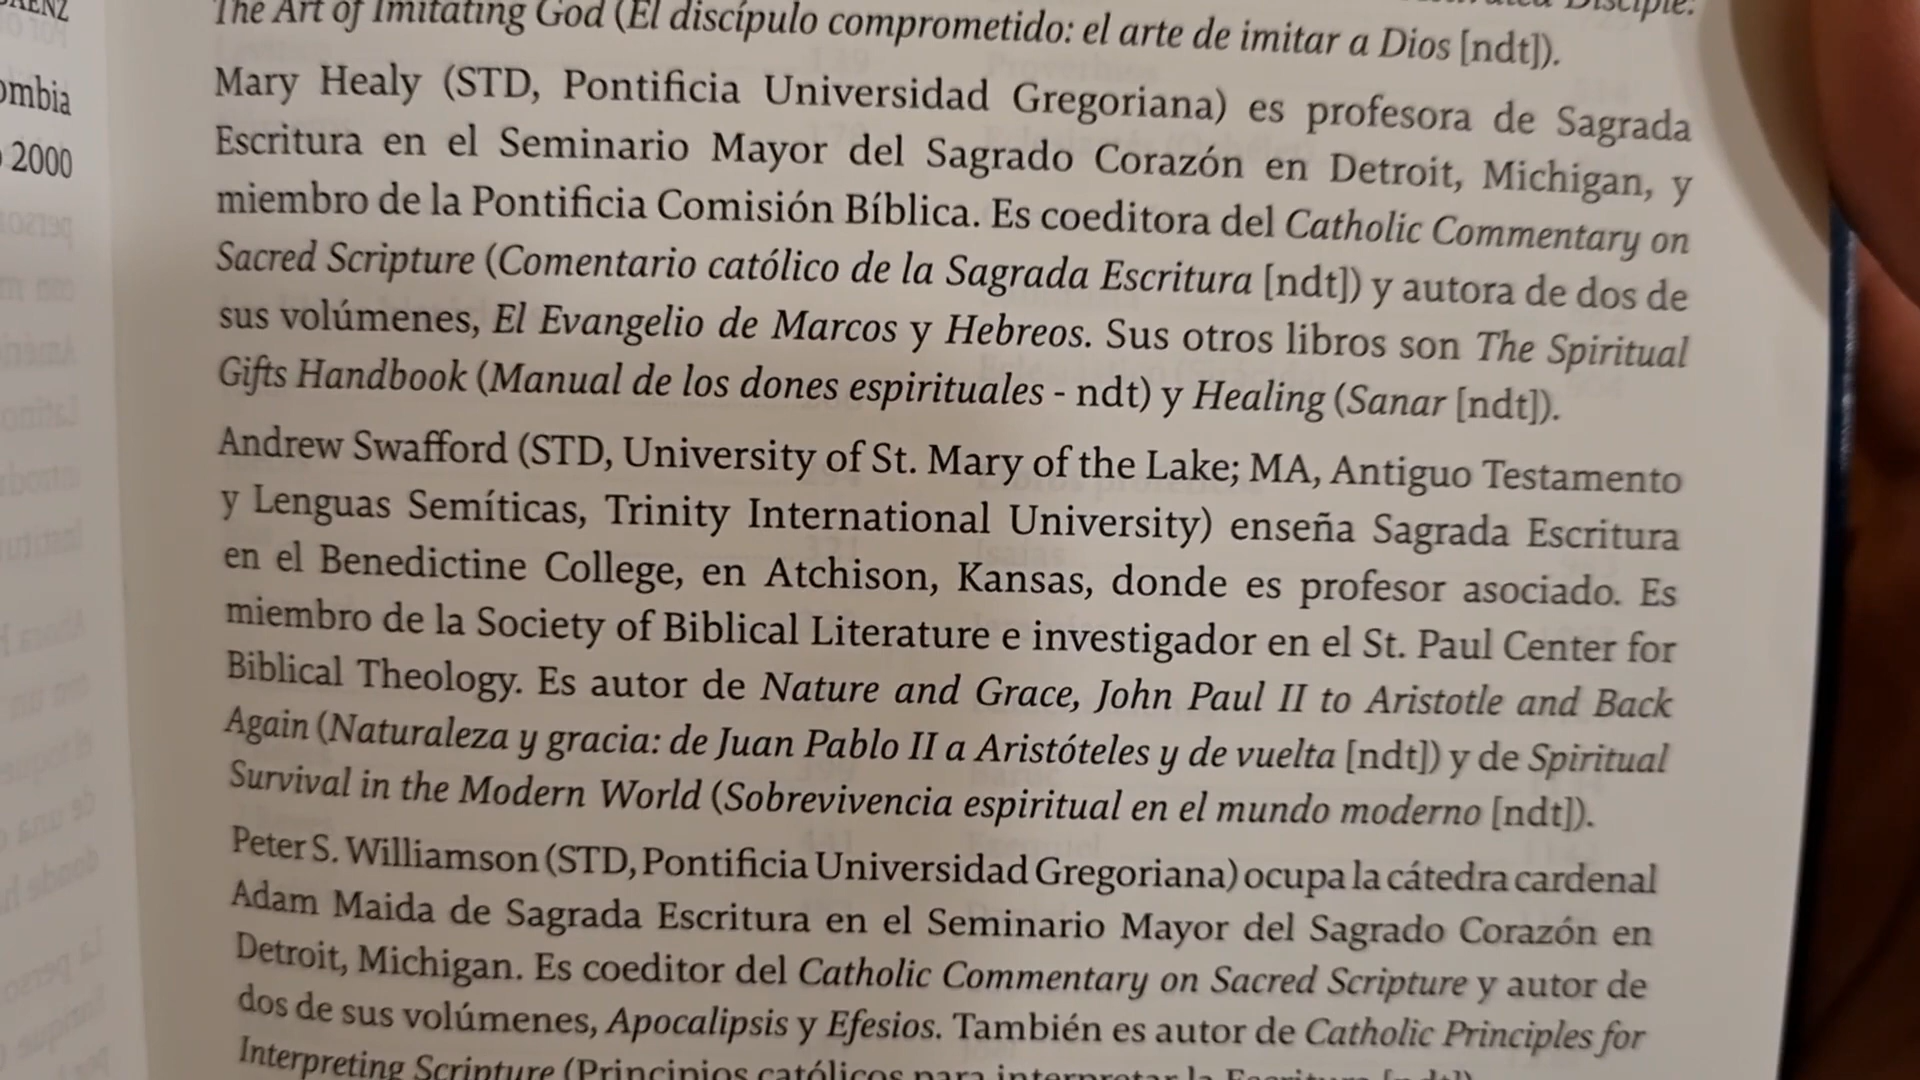 ombia
2000
The Art of Imitating God (El discípulo comprometido: el arte de imitar a Dios [ndt]).
Mary Healy (STD, Pontificia Universidad Gregoriana) es profesora de Sagrada
Escritura en el Seminario Mayor del Sagrado Corazón en Detroit, Michigan, y
miembro de la Pontificia Comisión Bíblica. Es coeditora del Catholic Commentary on
Sacred Scripture (Comentario católico de la Sagrada Escritura [ndt]) y autora de dos de
sus volúmenes, El Evangelio de Marcos y Hebreos. Sus otros libros son The Spiritual
Gifts Handbook (Manual de los dones espirituales - ndt) y Healing (Sanar [ndt]).
Andrew Swafford (STD, University of St. Mary of the Lake; MA, Antiguo Testamento
y Lenguas Semíticas, Trinity International University) enseña Sagrada Escritura
en el Benedictine College, en Atchison, Kansas, donde es profesor asociado. Es
miembro de la Society of Biblical Literature e investigador en el St. Paul Center for
Biblical Theology. Es autor de Nature and Grace, John Paul II to Aristotle and Back
Again (Naturaleza y gracia: de Juan Pablo II a Aristóteles y de vuelta [ndt]) y de Spiritual
Survival in the Modern World (Sobrevivencia espiritual en el mundo moderno [ndt]).
Peter S. Williamson (STD, Pontificia Universidad Gregoriana) ocupa la cátedra cardenal
Adam Maida de Sagrada Escritura en el Seminario Mayor del Sagrado Corazón en
Detroit, Michigan. Es coeditor del Catholic Commentary on Sacred Scripture y autor de
dos de sus volúmenes, Apocalipsis y Efesios. También es autor de Catholic Principles for
Interpreting Scripture (Principios católicos para interpretar la Escritura [ndt])